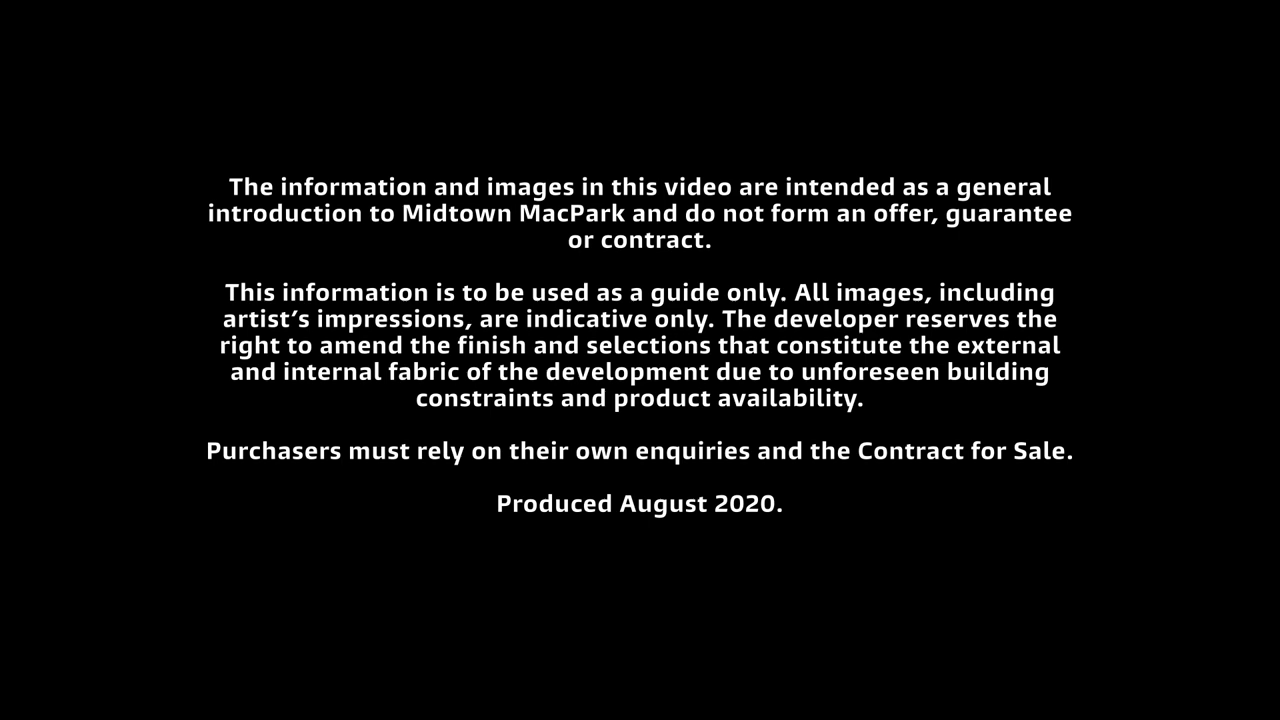 The information and images in this video are intended as a general
introduction to Midtown MacPark and do not form an offer, guarantee
or contract.
This information is to be used as a guide only. All images, including
artist’s impressions, are indicative only. The developer reserves the
right to amend the finish and selections that constitute the external
and internal fabric of the development due to unforeseen building
constraints and product availability.
Purchasers must rely on their own enquiries and the Contract for Sale.
Produced August 2020.